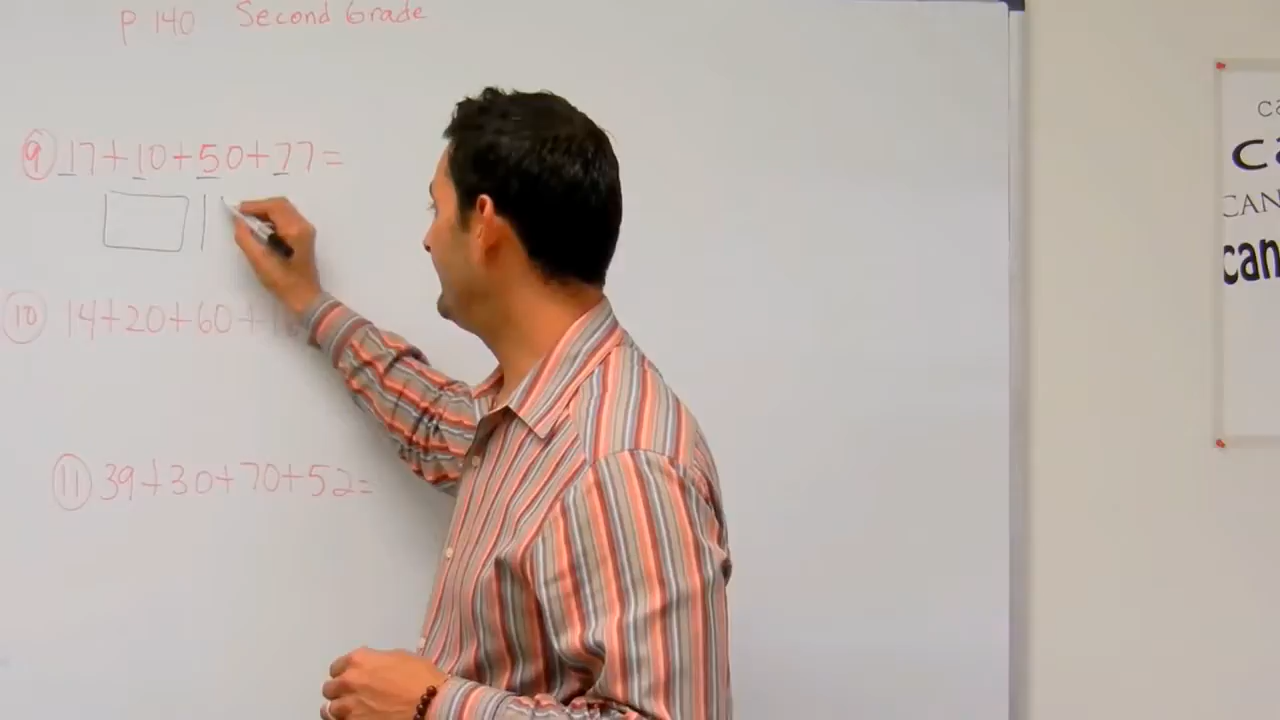 P 140 Second Grade
9 17+10+50+77=
10 14+20+60+
11 39+30+70+52=
ca
CAN
can